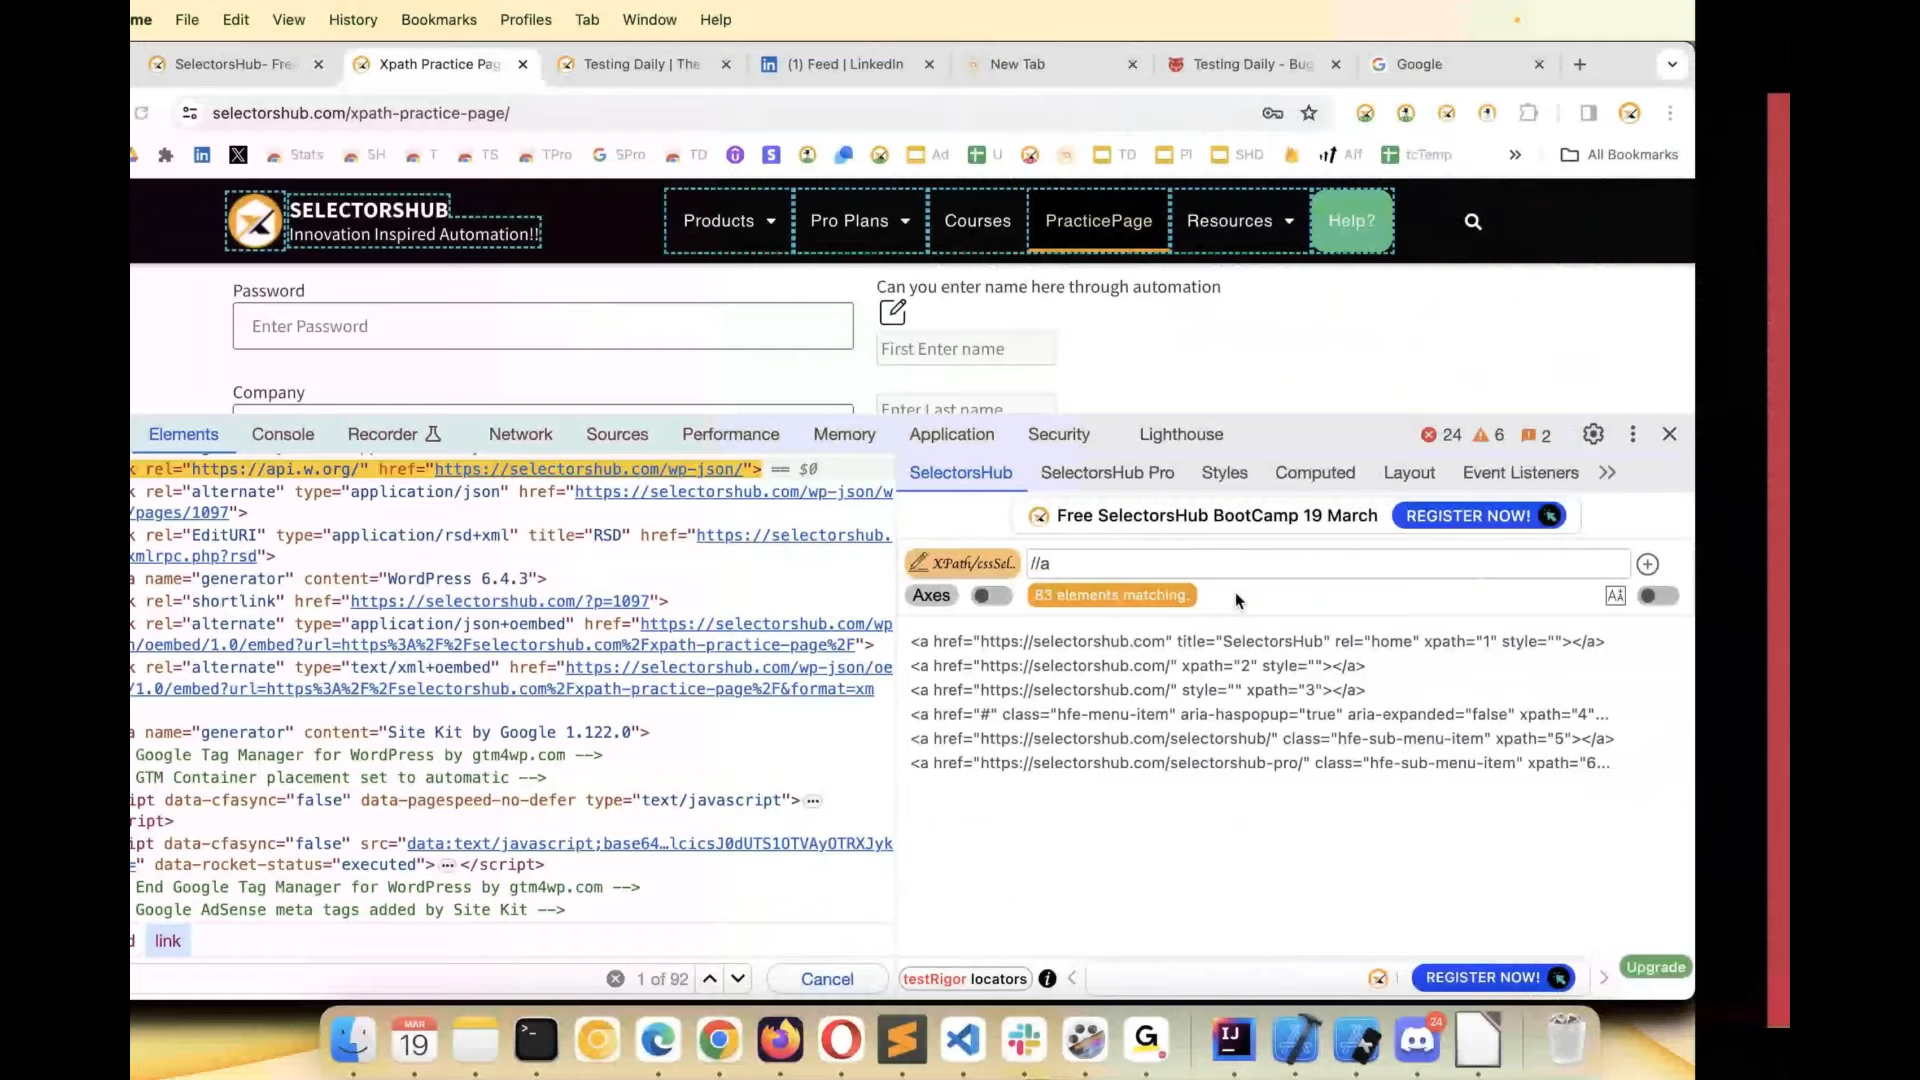 me File Edit View History Bookmarks Profiles Tab Window Help
SelectorsHub- Fre Xpath Practice Pag Testing Daily | The (1) Feed | LinkedIn New Tab Testing Daily - Bug Google
selectorshub.com/xpath-practice-page/
Stats SH T TS TPro SPro TD Ad U TD PI SHD Aff tcTemp All Bookmarks
SELECTORSHUB
Innovation Inspired Automation!!
Products Pro Plans Courses PracticePage Resources Help?
Password
Enter Password
Company
Can you enter name here through automation
First Enter name
Enter Last name
Elements Console Recorder Network Sources Performance Memory Application Security Lighthouse 24 6 2
k rel="https://api.w.org/" href="https://selectorshub.com/wp-json/"> == $0
k rel="alternate" type="application/json" href="https://selectorshub.com/wp-json/w
/pages/1097">
k rel="EditURI" type="application/rsd+xml" title="RSD" href="https://selectorshub.
xmlrpc.php?rsd">
a name="generator" content="WordPress 6.4.3">
k rel="shortlink" href="https://selectorshub.com/?p=1097">
k rel="alternate" type="application/json+oembed" href="https://selectorshub.com/wp
n/oembed/1.0/embed?url=https%3A%2F%2Fselectorshub.com%2Fxpath-practice-page%2F">
k rel="alternate" type="text/xml+oembed" href="https://selectorshub.com/wp-json/oe
/1.0/embed?url=https%3A%2F%2Fselectorshub.com%2Fxpath-practice-page%2F&format=xm
a name="generator" content="Site Kit by Google 1.122.0">
Google Tag Manager for WordPress by gtm4wp.com -->
GTM Container placement set to automatic -->
ipt data-cfasync="false" data-pagespeed-no-defer type="text/javascript"> …
ript>
ipt data-cfasync="false" src="data:text/javascript;base64…lcicsJ0dUTS1OTVAyOTRXJyk
=" data-rocket-status="executed"> … </script>
End Google Tag Manager for WordPress by gtm4wp.com -->
Google AdSense meta tags added by Site Kit -->
d link
1 of 92 Cancel
SelectorsHub SelectorsHub Pro Styles Computed Layout Event Listeners
Free SelectorsHub BootCamp 19 March REGISTER NOW!
XPath/cssSel.. //a
Axes 83 elements matching.
<a href="https://selectorshub.com" title="SelectorsHub" rel="home" xpath="1" style=""></a>
<a href="https://selectorshub.com/" xpath="2" style=""></a>
<a href="https://selectorshub.com/" style="" xpath="3"></a>
<a href="#" class="hfe-menu-item" aria-haspopup="true" aria-expanded="false" xpath="4"...
<a href="https://selectorshub.com/selectorshub/" class="hfe-sub-menu-item" xpath="5"></a>
<a href="https://selectorshub.com/selectorshub-pro/" class="hfe-sub-menu-item" xpath="6...
testRigor locators REGISTER NOW! Upgrade
MAR
19
IJ
24